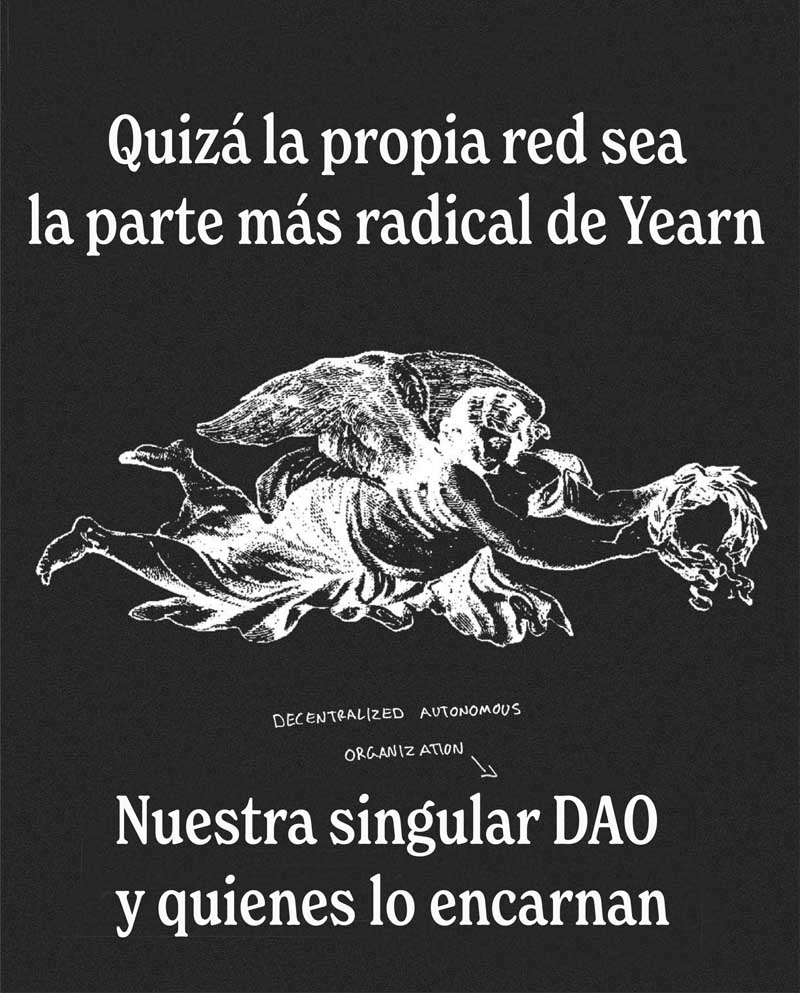 Quizá la propia red sea
la parte más radical de Yearn
DECENTRALIZED AUTONOMOUS
ORGANIZATION
Nuestra singular DAO
y quienes lo encarnan